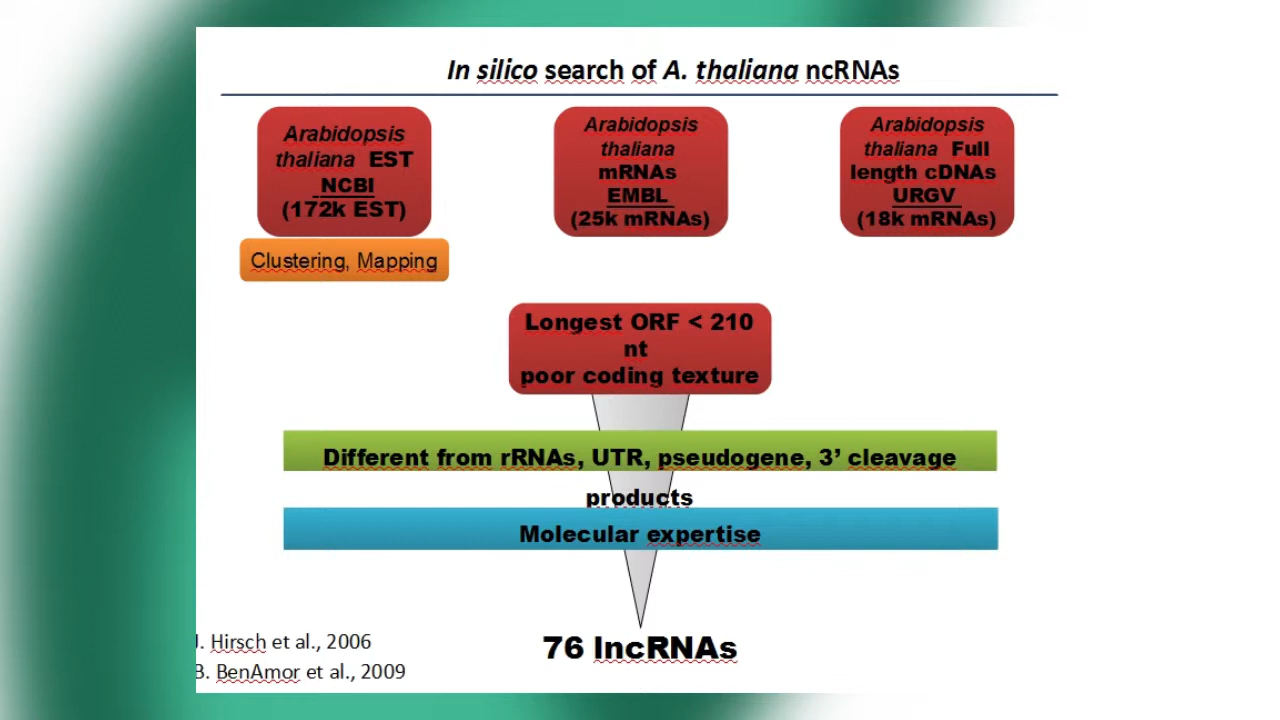 In silico search of A. thaliana ncRNAs
Arabidopsis
thaliana EST
NCBI
(172k EST)
Clustering, Mapping
Arabidopsis
thaliana
mRNAs
EMBL
(25k mRNAs)
Arabidopsis
thaliana Full
length cDNAs
URGV
(18k mRNAs)
Longest ORF < 210
nt
poor coding texture
Different from rRNAs, UTR, pseudogene, 3’ cleavage
products
Molecular expertise
76 lncRNAs
J. Hirsch et al., 2006
B. BenAmor et al., 2009